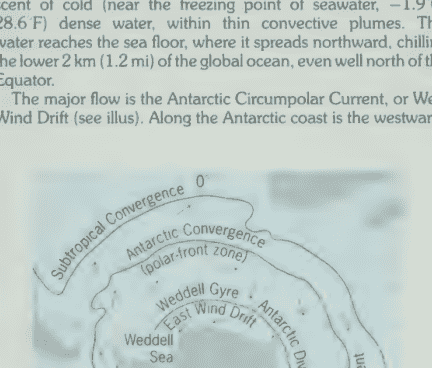 scent of cold (near the freezing point of seawater, −1.9
28.6°F) dense water, within thin convective plumes. Th
water reaches the sea floor, where it spreads northward, chillin
the lower 2 km (1.2 mi) of the global ocean, even well north of th
Equator.
The major flow is the Antarctic Circumpolar Current, or We
Wind Drift (see illus). Along the Antarctic coast is the westwar
0
Subtropical Convergence
Antarctic Convergence
(polar-front zone)
Weddell Gyre
East Wind Drift
Antarctic Div
Weddell
Sea